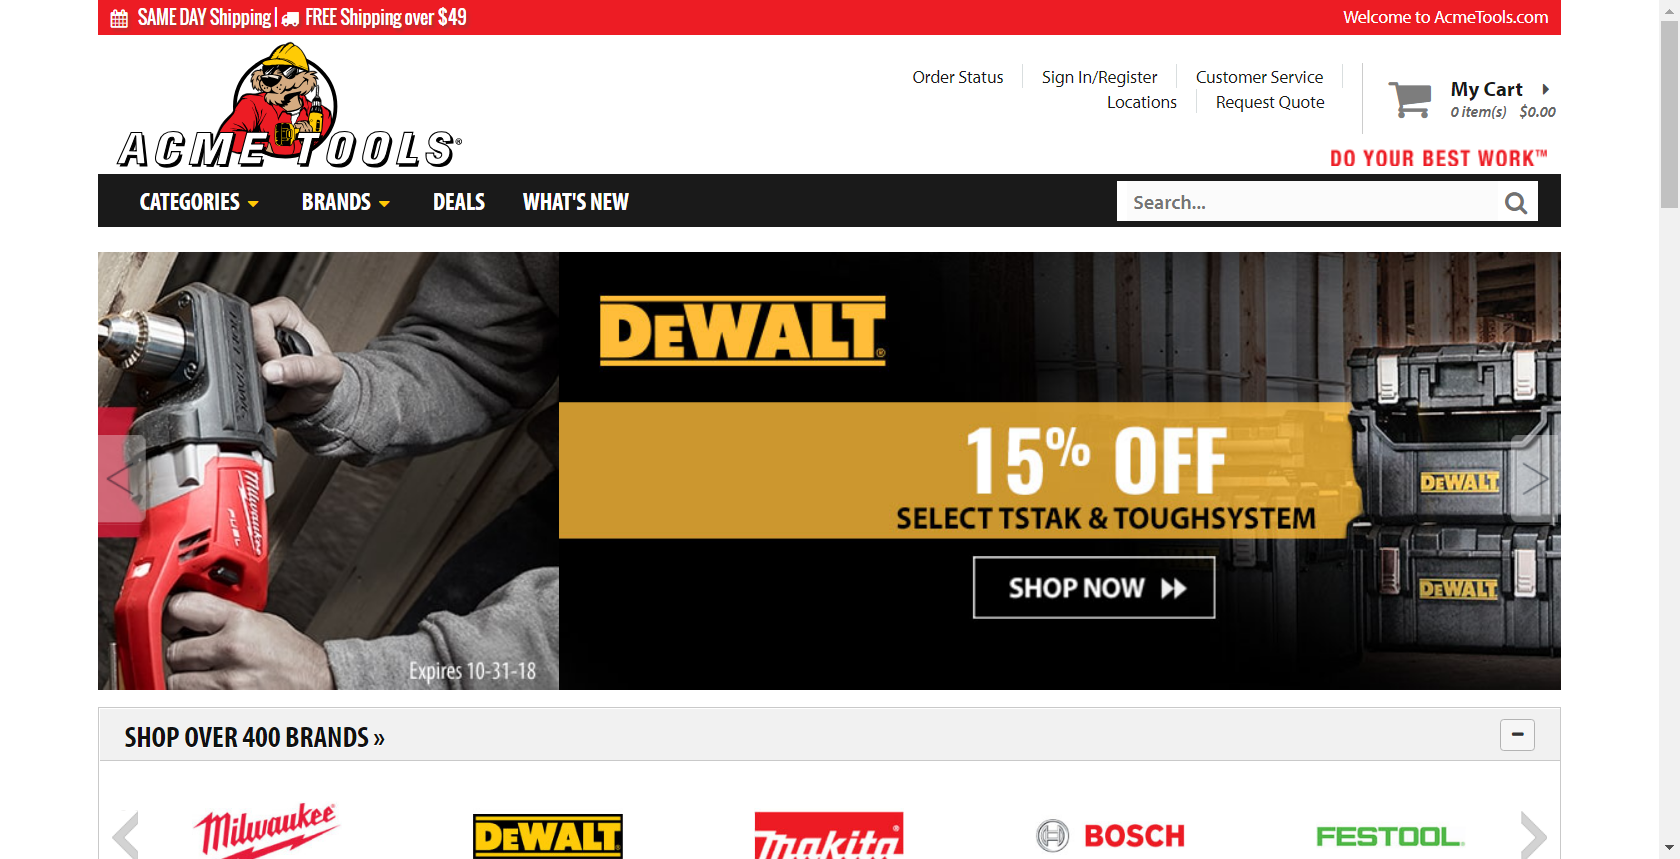 SAME DAY Shipping | FREE Shipping over $49
Welcome to AcmeTools.com
ACME TOOLS®
Order Status
Sign In/Register
Customer Service
Locations
Request Quote
My Cart
0 item(s) $0.00
DO YOUR BEST WORK™
CATEGORIES
BRANDS
DEALS
WHAT'S NEW
Search...
Milwaukee
FUEL
Expires 10-31-18
DEWALT®
15% OFF
SELECT TSTAK & TOUGHSYSTEM
SHOP NOW
DEWALT
DEWALT
SHOP OVER 400 BRANDS »
Milwaukee®
DEWALT
makita®
BOSCH
FESTOOL